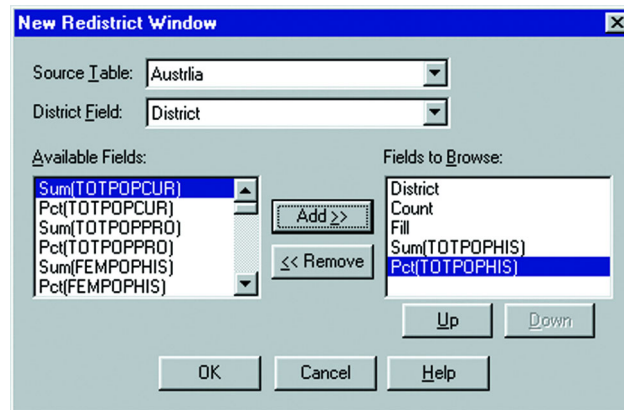 New Redistrict Window
Source Table: Austrlia
District Field: District
Available Fields:
Sum(TOTPOPCUR)
Pct(TOTPOPCUR)
Sum(TOTPOPPRO)
Pct(TOTPOPPRO)
Sum(FEMPOPHIS)
Pct(FEMPOPHIS)
Add >>
<< Remove
Fields to Browse:
District
Count
Fill
Sum(TOTPOPHIS)
Pct(TOTPOPHIS)
Up Down
OK Cancel Help